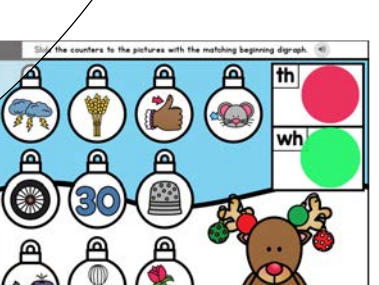 Slide the counters to the pictures with the matching beginning digraph.
th
wh
30